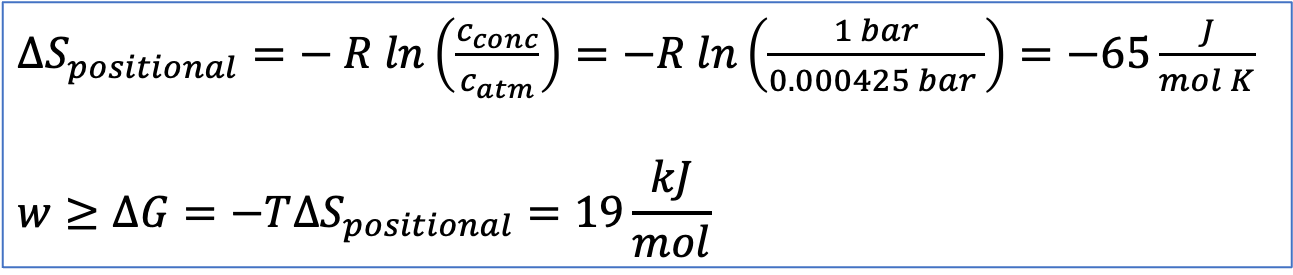 ΔS_positional = − R ln (c_conc / c_atm) = −R ln (1 bar / 0.000425 bar) = −65 J / mol K
w ≥ ΔG = −TΔS_positional = 19 kJ / mol